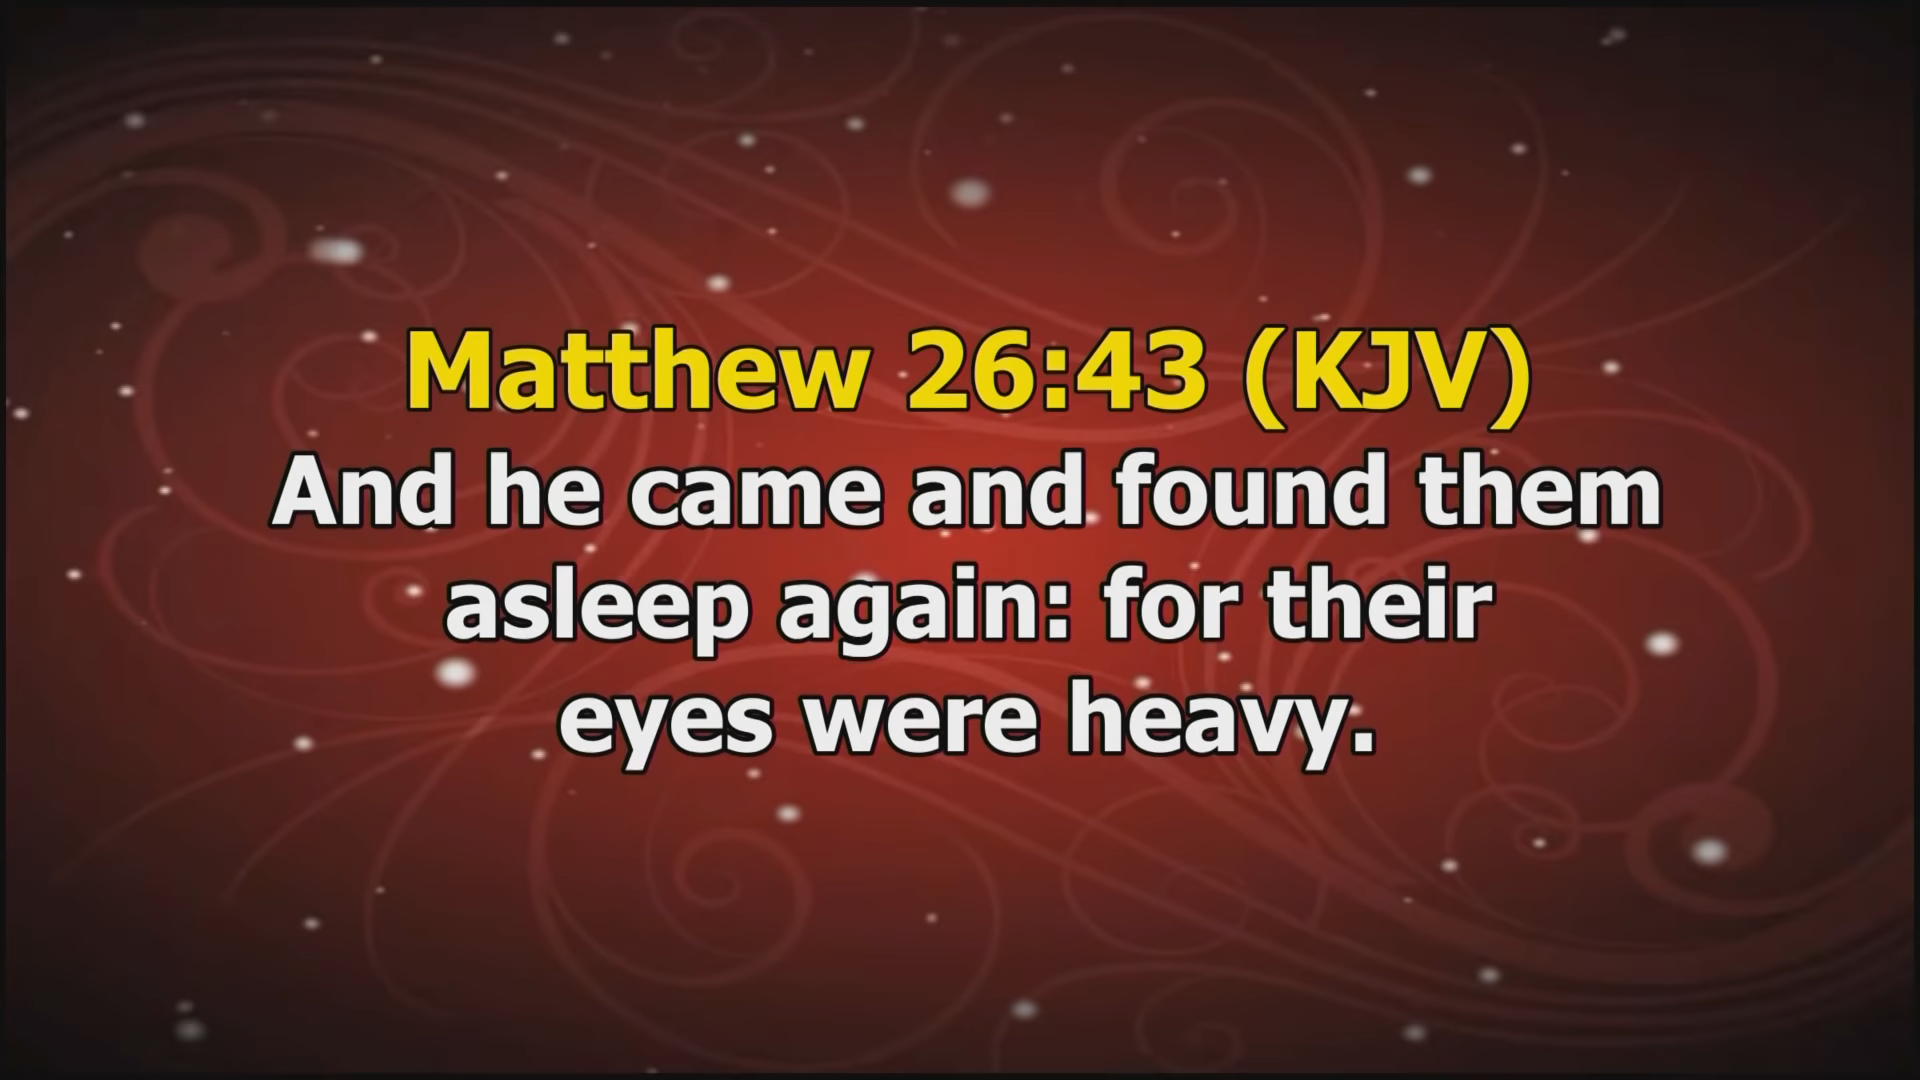 Matthew 26:43 (KJV)
And he came and found them
asleep again: for their
eyes were heavy.